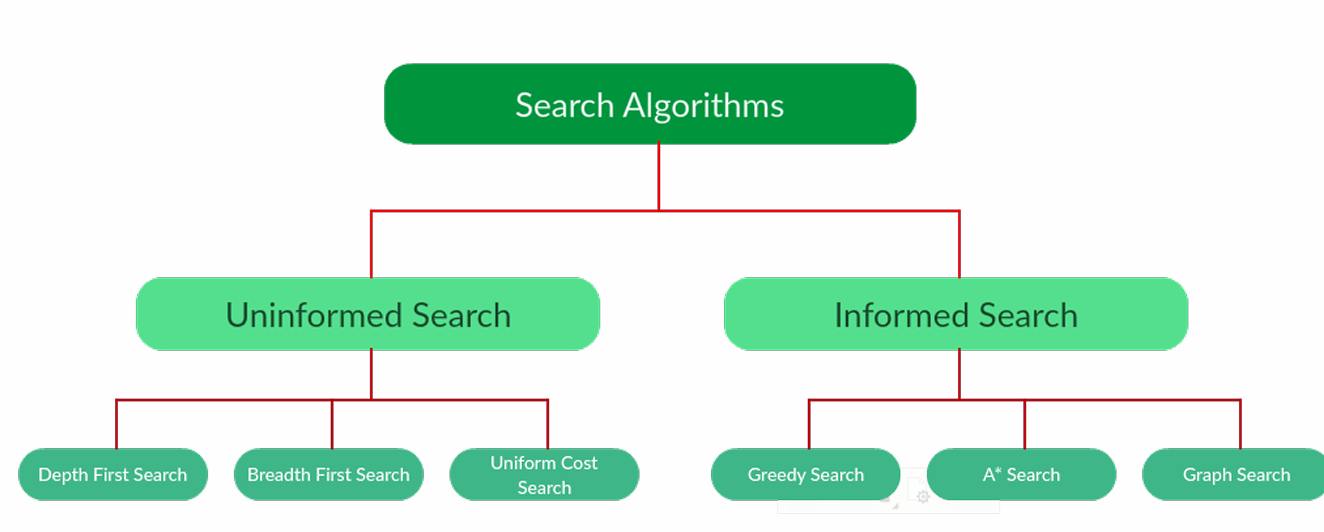 Search Algorithms
Uninformed Search
Informed Search
Depth First Search
Breadth First Search
Uniform Cost
Search
Greedy Search
A* Search
Graph Search